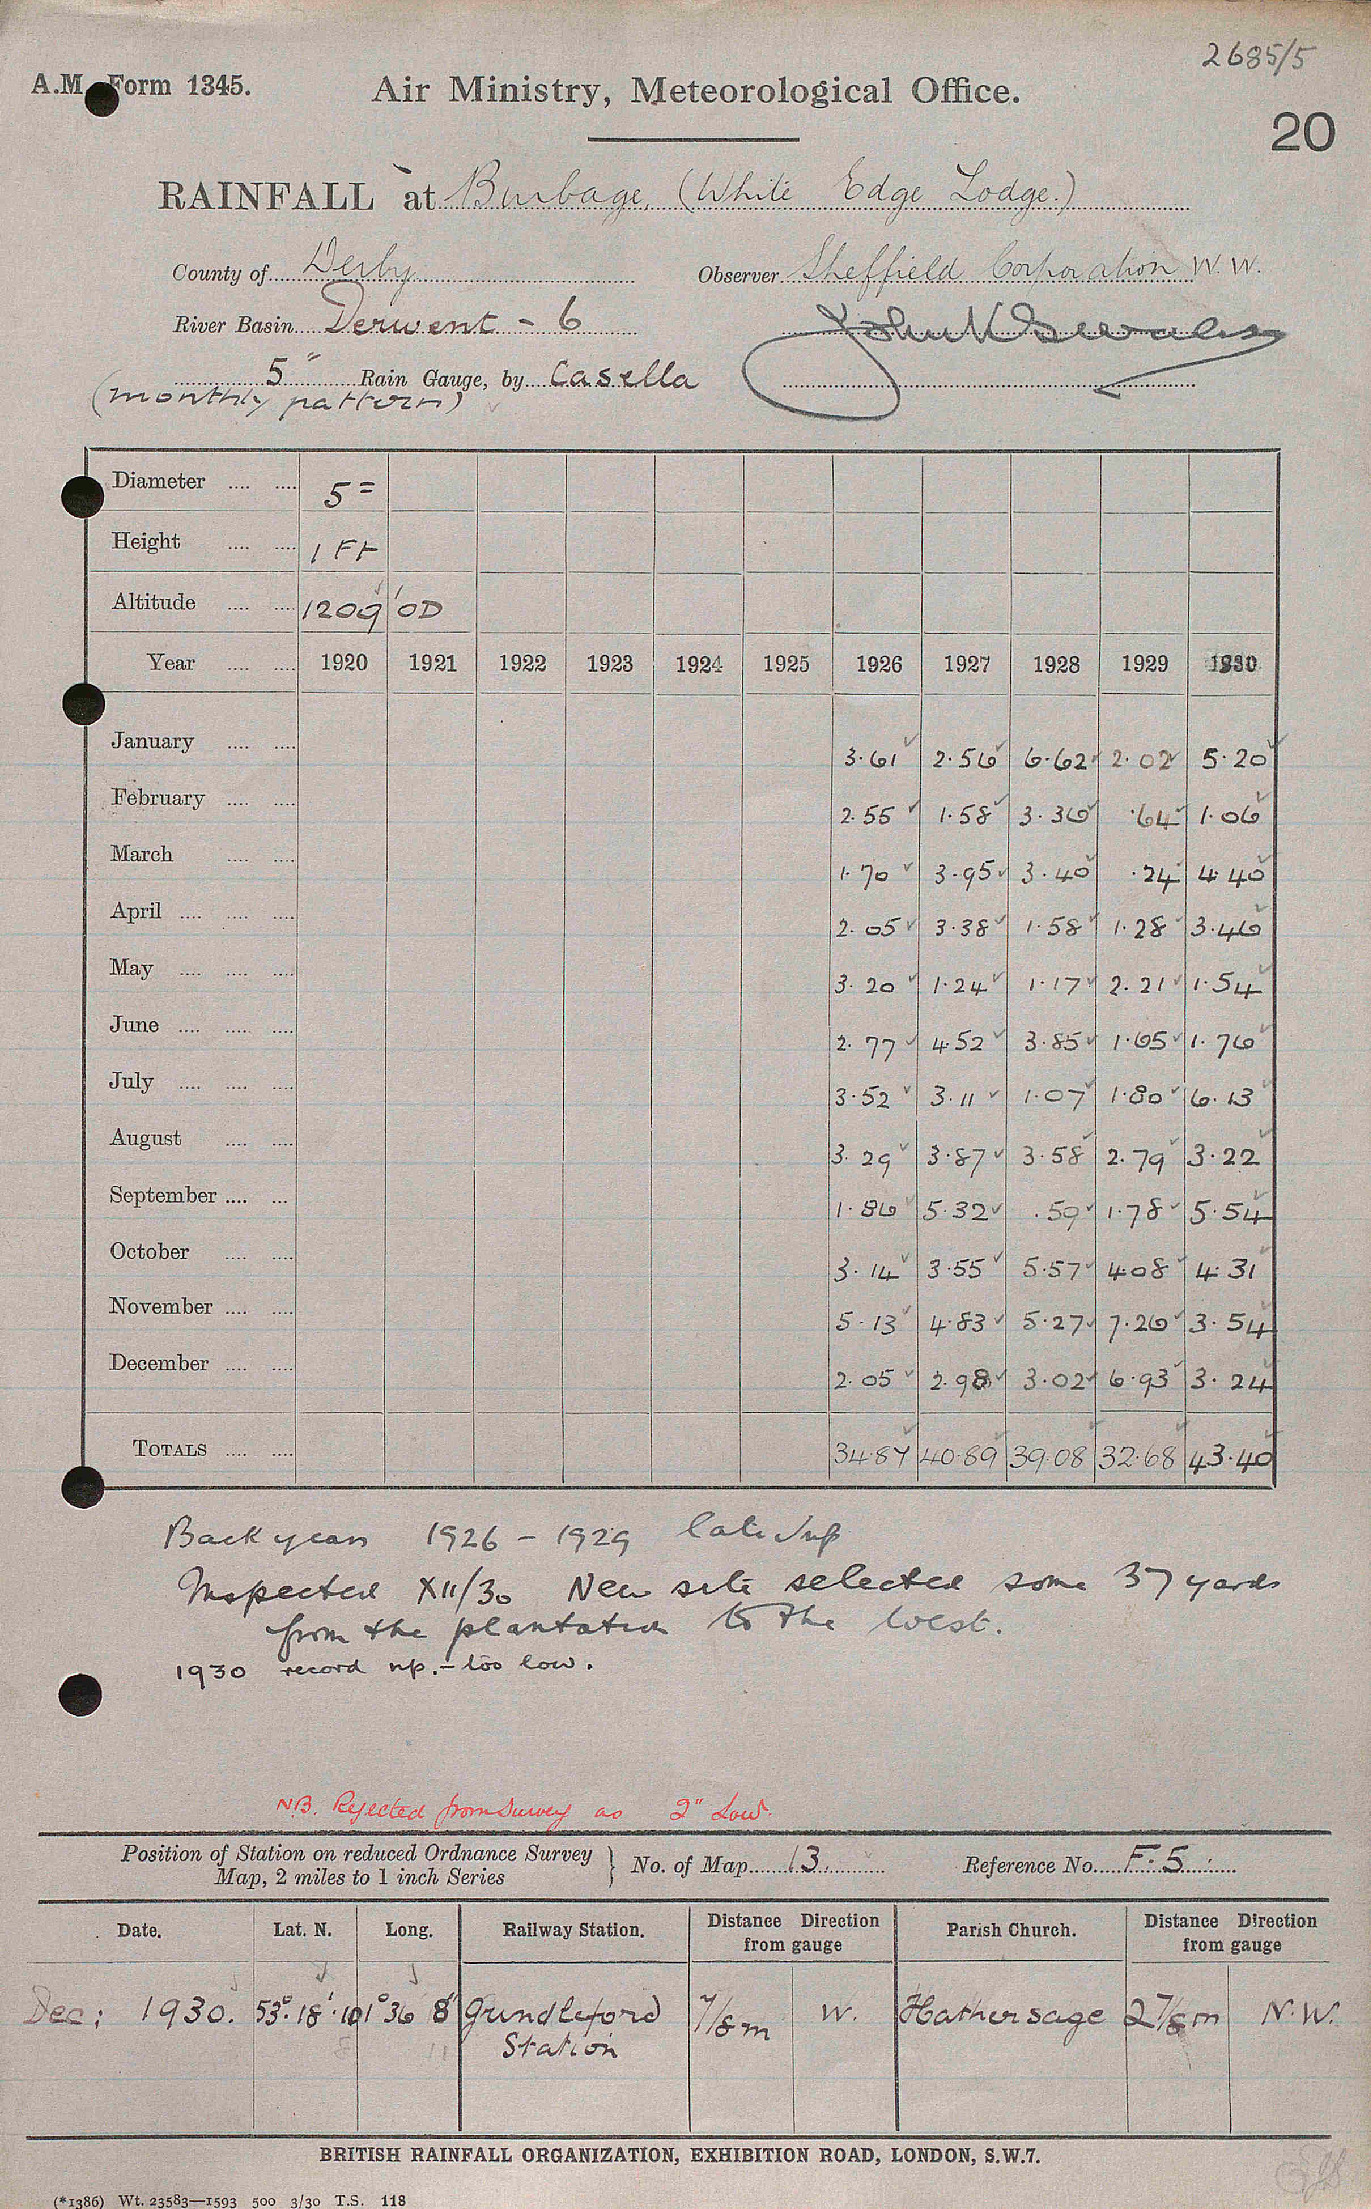 2685/5
A.M. Form 1345.
Air Ministry, Meteorological Office.
20
RAINFALL at Burbage, (White Edge Lodge.)
County of Derby Observer Sheffield Corporation W.W.
River Basin Derwent - 6
5" Rain Gauge, by Casella
(monthly pattern)
Diameter 5"
Height 1 Ft
Altitude 1209' OD
Year 1920 1921 1922 1923 1924 1925 1926 1927 1928 1929 1930
January 3.61 2.56 6.62 2.02 5.20
February 2.55 1.58 3.36 .64 1.06
March 1.70 3.95 3.40 .24 4.40
April 2.05 3.38 1.58 1.28 3.46
May 3.20 1.24 1.17 2.21 1.54
June 2.77 4.52 3.85 1.65 1.76
July 3.52 3.11 1.07 1.80 6.13
August 3.29 3.87 3.58 2.79 3.22
September 1.86 5.32 .59 1.78 5.54
October 3.14 3.55 5.57 4.08 4.31
November 5.13 4.83 5.27 7.26 3.54
December 2.05 2.98 3.02 6.93 3.24
TOTALS 34.87 40.89 39.08 32.68 43.40
Back years 1926 - 1929
Inspected XII/30 New site selected some 37 yards
from the plantation to the west.
1930 record up. - too low.
N.B. Rejected from Survey as 2" Low.
Position of Station on reduced Ordnance Survey
Map, 2 miles to 1 inch Series } No. of Map 13 Reference No. F. 5.
Date. Lat. N. Long. Railway Station. Distance Direction from gauge Parish Church. Distance Direction from gauge
Dec; 1930. 53° 18' 10 1° 36' 8" Grindleford 7/8 m W. Hathersage 2 7/8 m N.W.
Station
8 11
BRITISH RAINFALL ORGANIZATION, EXHIBITION ROAD, LONDON, S.W.7.
(*1386) Wt. 23583—1593 500 3/30 T.S. 118